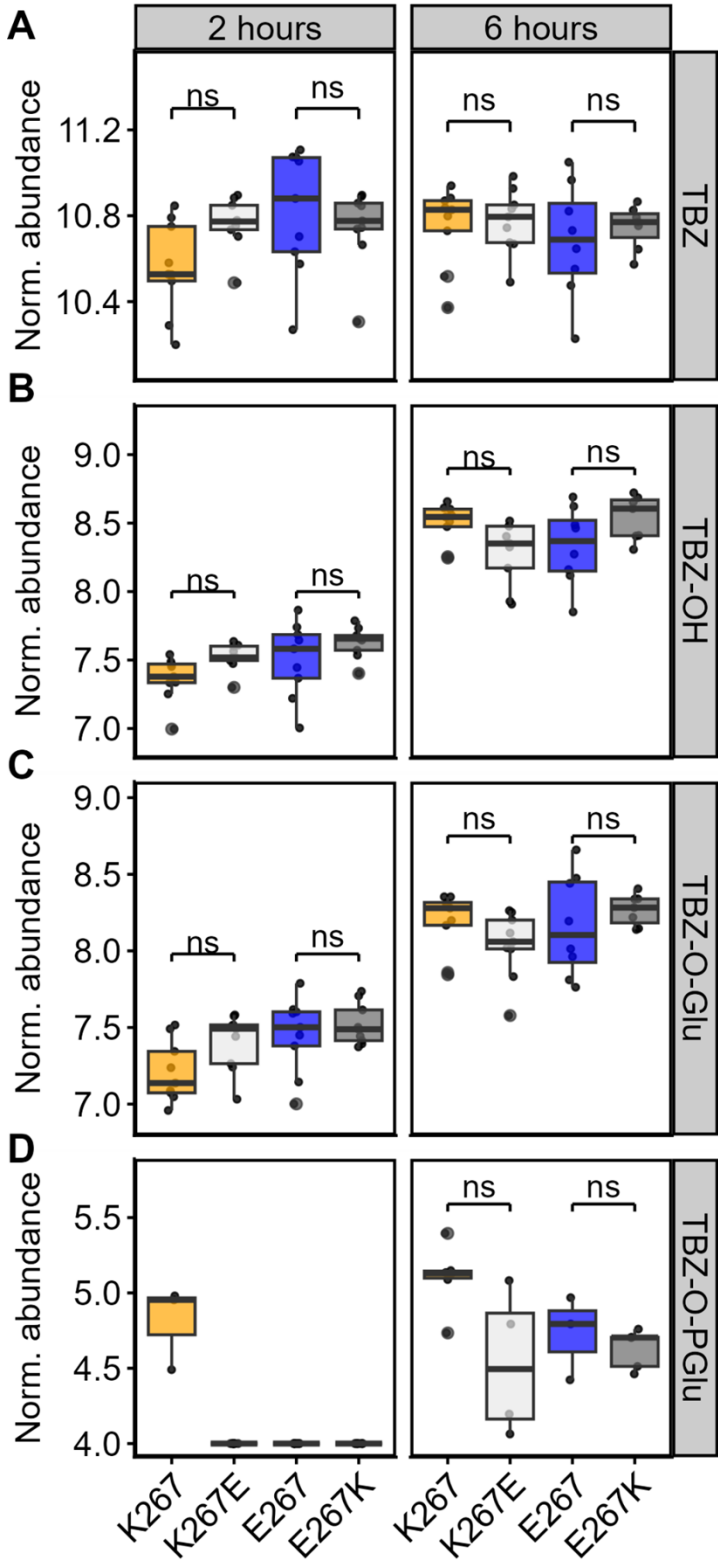 A
2 hours
6 hours
Norm. abundance
11.2
10.8
10.4
ns
ns
ns
ns
TBZ
B
Norm. abundance
9.0
8.5
8.0
7.5
7.0
ns
ns
ns
ns
TBZ-OH
C
Norm. abundance
9.0
8.5
8.0
7.5
7.0
ns
ns
ns
ns
TBZ-O-Glu
D
Norm. abundance
5.5
5.0
4.5
4.0
ns
ns
TBZ-O-PGlu
K267
K267E
E267
E267K
K267
K267E
E267
E267K